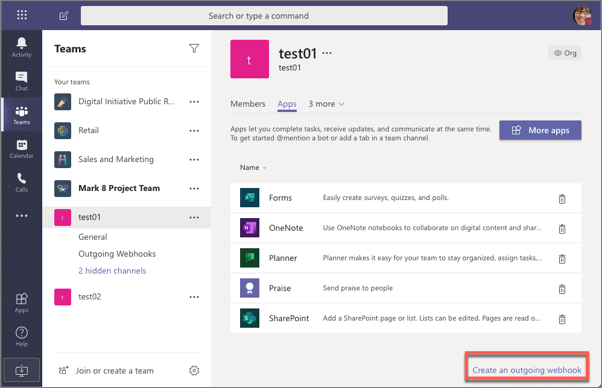 Search or type a command
Activity
Chat
Teams
Calendar
Calls
Apps
Help
Teams
Your teams
Digital Initiative Public R...
Retail
Sales and Marketing
Mark 8 Project Team
t
test01
General
Outgoing Webhooks
2 hidden channels
t
test02
Join or create a team
t
test01
test01
Org
Members
Apps
3 more
Apps let you complete tasks, receive updates, and communicate at the same time.
To get started @mention a bot or add a tab in a team channel.
More apps
Name
Forms
Easily create surveys, quizzes, and polls.
OneNote
Use OneNote notebooks to collaborate on digital content and shar...
Planner
Planner makes it easy for your team to stay organized, assign tasks,...
Praise
Send praise to people
SharePoint
Add a SharePoint page or list. Lists can be edited. Pages are read o...
Create an outgoing webhook